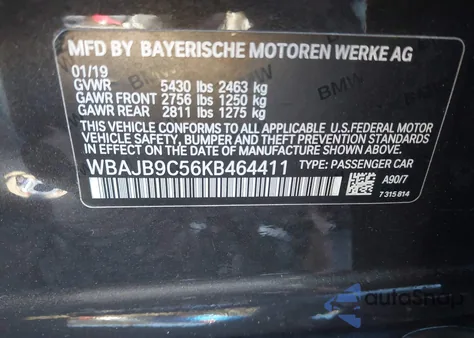 MFD BY BAYERISCHE MOTOREN WERKE AG
01/19
GVWR 5430 lbs 2463 kg
GAWR FRONT 2756 lbs 1250 kg
GAWR REAR 2811 lbs 1275 kg
THIS VEHICLE CONFORMS TO ALL APPLICABLE U.S.FEDERAL MOTOR
VEHICLE SAFETY, BUMPER, AND THEFT PREVENTION STANDARDS
IN EFFECT ON THE DATE OF MANUFACTURE SHOWN ABOVE.
WBAJB9C56KB464411 TYPE: PASSENGER CAR
A90/7
7 315 814
BMW
BMW
autoSnap